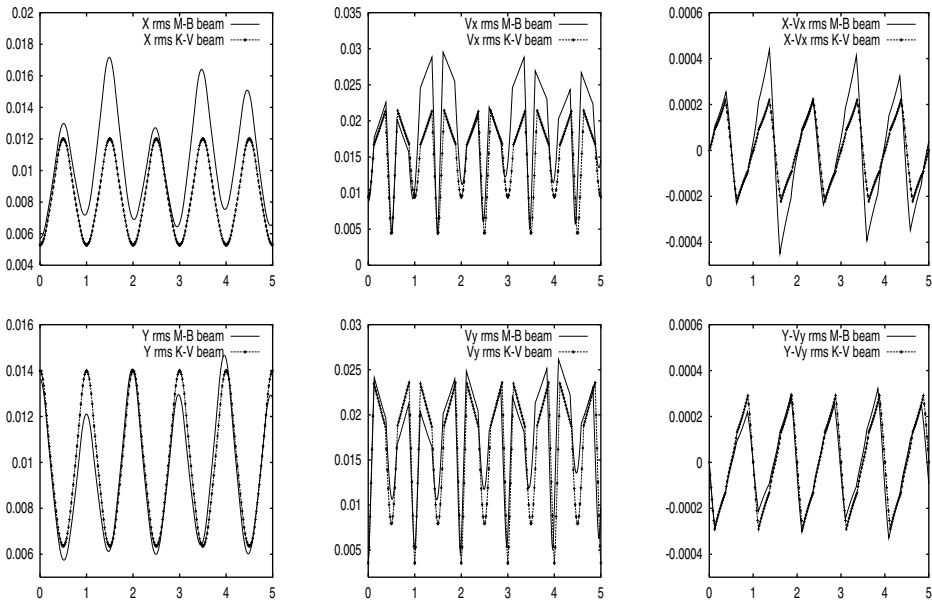 X rms M-B beam
X rms K-V beam
0.02
0.018
0.016
0.014
0.012
0.01
0.008
0.006
0.004
0 1 2 3 4 5
Vx rms M-B beam
Vx rms K-V beam
0.035
0.03
0.025
0.02
0.015
0.01
0.005
0
0 1 2 3 4 5
X-Vx rms M-B beam
X-Vx rms K-V beam
0.0006
0.0004
0.0002
0
-0.0002
-0.0004
0 1 2 3 4 5
Y rms M-B beam
Y rms K-V beam
0.016
0.014
0.012
0.01
0.008
0.006
0 1 2 3 4 5
Vy rms M-B beam
Vy rms K-V beam
0.03
0.025
0.02
0.015
0.01
0.005
0 1 2 3 4 5
Y-Vy rms M-B beam
Y-Vy rms K-V beam
0.0006
0.0004
0.0002
0
-0.0002
-0.0004
0 1 2 3 4 5